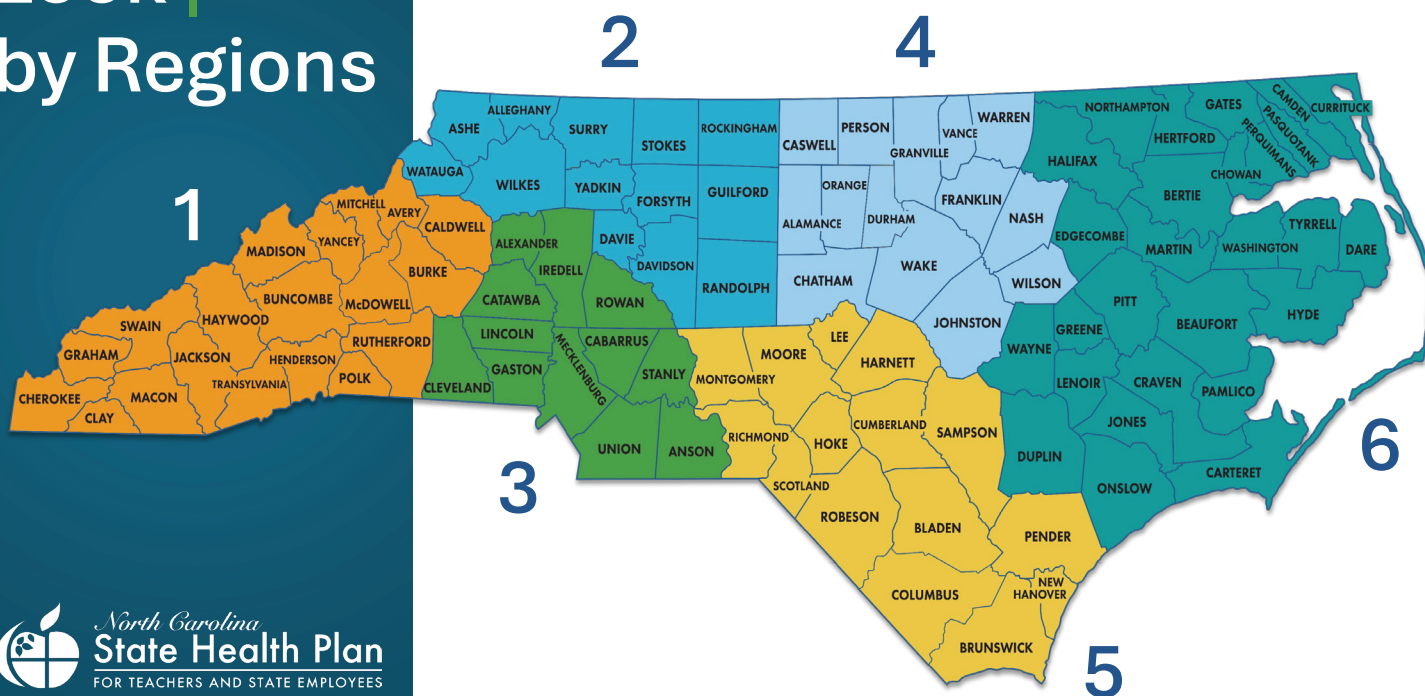 by Regions
1
2
3
4
5
6
ASHE
ALLEGHANY
SURRY
STOKES
ROCKINGHAM
WATAUGA
WILKES
YADKIN
FORSYTH
GUILFORD
DAVIE
DAVIDSON
RANDOLPH
CASWELL
PERSON
GRANVILLE
VANCE
WARREN
ORANGE
ALAMANCE
DURHAM
FRANKLIN
NASH
CHATHAM
WAKE
WILSON
JOHNSTON
NORTHAMPTON
GATES
CAMDEN
CURRITUCK
PASQUOTANK
PERQUIMANS
HERTFORD
HALIFAX
CHOWAN
BERTIE
EDGECOMBE
MARTIN
WASHINGTON
TYRRELL
DARE
PITT
BEAUFORT
HYDE
GREENE
WAYNE
LENOIR
CRAVEN
PAMLICO
JONES
DUPLIN
ONSLOW
CARTERET
MITCHELL
AVERY
CALDWELL
YANCEY
MADISON
BURKE
BUNCOMBE
McDOWELL
HAYWOOD
SWAIN
GRAHAM
JACKSON
HENDERSON
RUTHERFORD
TRANSYLVANIA
POLK
CHEROKEE
MACON
CLAY
ALEXANDER
IREDELL
CATAWBA
ROWAN
LINCOLN
CABARRUS
MECKLENBURG
GASTON
CLEVELAND
STANLY
UNION
ANSON
MOORE
LEE
HARNETT
MONTGOMERY
RICHMOND
HOKE
CUMBERLAND
SAMPSON
SCOTLAND
ROBESON
BLADEN
PENDER
COLUMBUS
NEW
HANOVER
BRUNSWICK
North Carolina
State Health Plan
FOR TEACHERS AND STATE EMPLOYEES